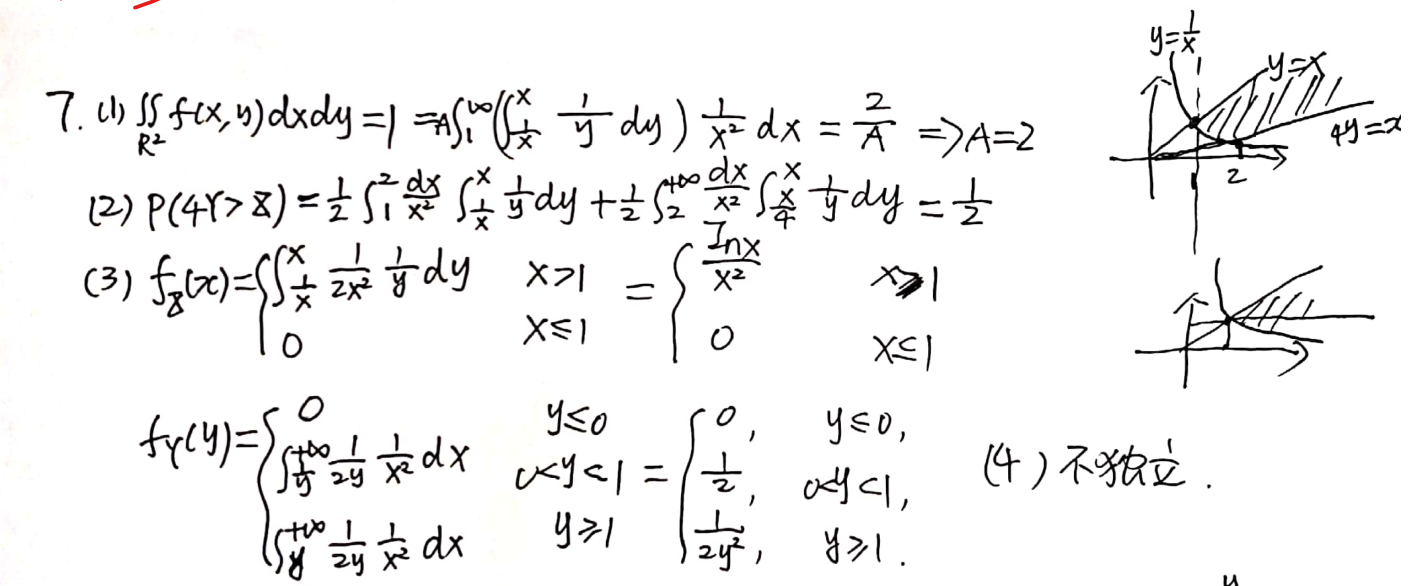 7. (1) ∬_{R²} f(x,y)dxdy = 1 = A∫_1^{+∞} (∫_{1/x}^{x} 1/y dy) 1/x² dx = 2/A ⇒ A=2
(2) P(4Y>X) = 1/2 ∫_1^2 dx/x² ∫_{1/x}^{x} 1/y dy + 1/2 ∫_2^{+∞} dx/x² ∫_{x/4}^{x} 1/y dy = 1/2
(3) f_X(x) = { ∫_{1/x}^{x} 1/2x² 1/y dy x>1 = { lnx/x² x>1
0 x≤1 0 x≤1
f_Y(y) = { 0 y≤0 = { 0, y≤0,
∫_{1/y}^{+∞} 1/2y 1/x² dx 0<y<1 1/2, 0<y<1,
∫_y^{+∞} 1/2y 1/x² dx y≥1 1/2y², y≥1.
(4) 不独立.
y=1/x
y=x
4y=x
2
y